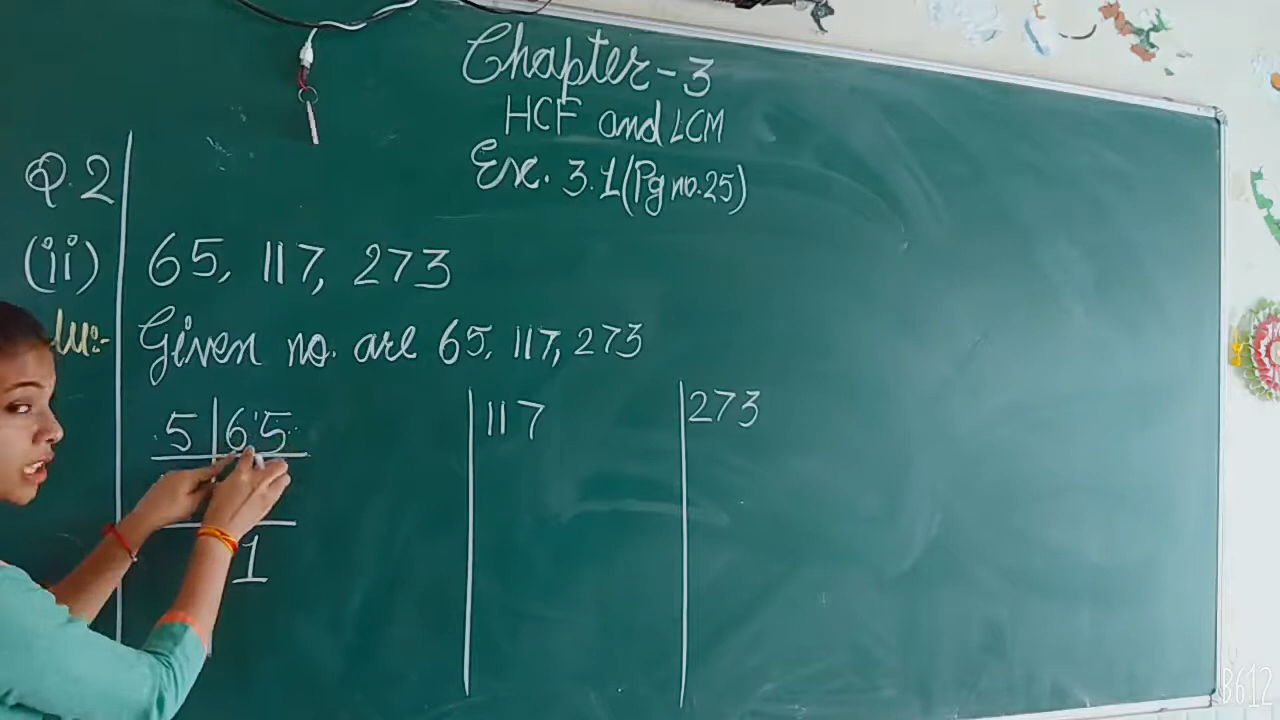 Chapter-3
HCF and LCM
Exe. 3.1 (Pg no. 25)
Q.2
(ii) 65, 117, 273
Given no. are 65, 117, 273
5 65 117 273
1
B612